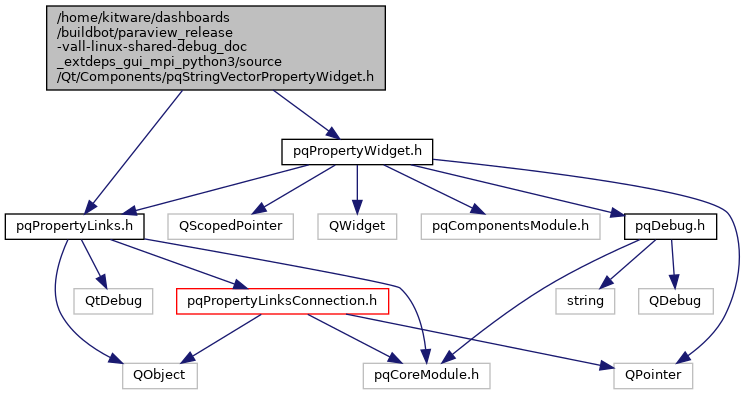 /home/kitware/dashboards
/buildbot/paraview_release
-vall-linux-shared-debug_doc
_extdeps_gui_mpi_python3/source
/Qt/Components/pqStringVectorPropertyWidget.h
pqPropertyWidget.h
pqPropertyLinks.h
QScopedPointer
QWidget
pqComponentsModule.h
pqDebug.h
QtDebug
pqPropertyLinksConnection.h
string
QDebug
QObject
pqCoreModule.h
QPointer